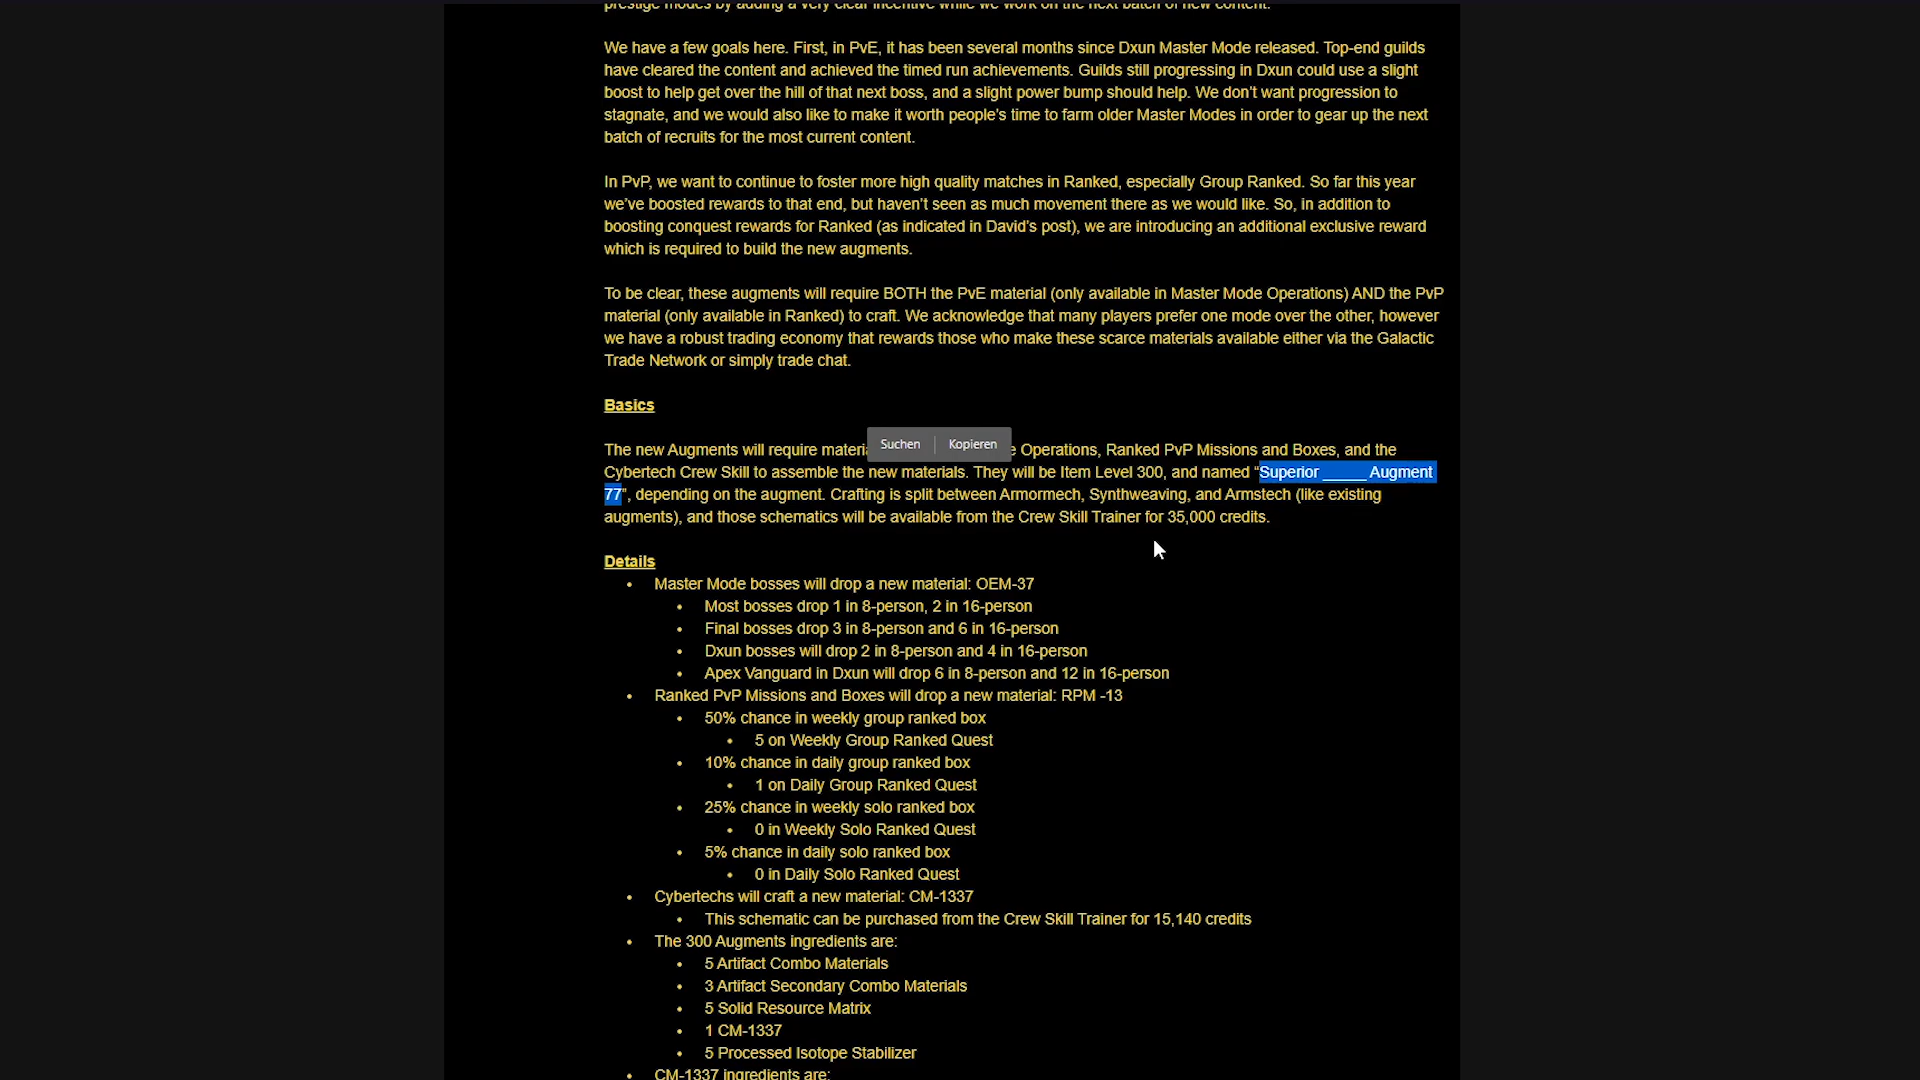 prestige modes by adding a very clear incentive while we work on the next batch of new content.
We have a few goals here. First, in PvE, it has been several months since Dxun Master Mode released. Top-end guilds
have cleared the content and achieved the timed run achievements. Guilds still progressing in Dxun could use a slight
boost to help get over the hill of that next boss, and a slight power bump should help. We don't want progression to
stagnate, and we would also like to make it worth people's time to farm older Master Modes in order to gear up the next
batch of recruits for the most current content.
In PvP, we want to continue to foster more high quality matches in Ranked, especially Group Ranked. So far this year
we've boosted rewards to that end, but haven't seen as much movement there as we would like. So, in addition to
boosting conquest rewards for Ranked (as indicated in David's post), we are introducing an additional exclusive reward
which is required to build the new augments.
To be clear, these augments will require BOTH the PvE material (only available in Master Mode Operations) AND the PvP
material (only available in Ranked) to craft. We acknowledge that many players prefer one mode over the other, however
we have a robust trading economy that rewards those who make these scarce materials available either via the Galactic
Trade Network or simply trade chat.
Basics
Suchen | Kopieren
The new Augments will require materi e Operations, Ranked PvP Missions and Boxes, and the
Cybertech Crew Skill to assemble the new materials. They will be Item Level 300, and named "Superior _____ Augment
77", depending on the augment. Crafting is split between Armormech, Synthweaving, and Armstech (like existing
augments), and those schematics will be available from the Crew Skill Trainer for 35,000 credits.
Details
• Master Mode bosses will drop a new material: OEM-37
• Most bosses drop 1 in 8-person, 2 in 16-person
• Final bosses drop 3 in 8-person and 6 in 16-person
• Dxun bosses will drop 2 in 8-person and 4 in 16-person
• Apex Vanguard in Dxun will drop 6 in 8-person and 12 in 16-person
• Ranked PvP Missions and Boxes will drop a new material: RPM -13
• 50% chance in weekly group ranked box
• 5 on Weekly Group Ranked Quest
• 10% chance in daily group ranked box
• 1 on Daily Group Ranked Quest
• 25% chance in weekly solo ranked box
• 0 in Weekly Solo Ranked Quest
• 5% chance in daily solo ranked box
• 0 in Daily Solo Ranked Quest
• Cybertechs will craft a new material: CM-1337
• This schematic can be purchased from the Crew Skill Trainer for 15,140 credits
• The 300 Augments ingredients are:
• 5 Artifact Combo Materials
• 3 Artifact Secondary Combo Materials
• 5 Solid Resource Matrix
• 1 CM-1337
• 5 Processed Isotope Stabilizer
• CM-1337 ingredients are: